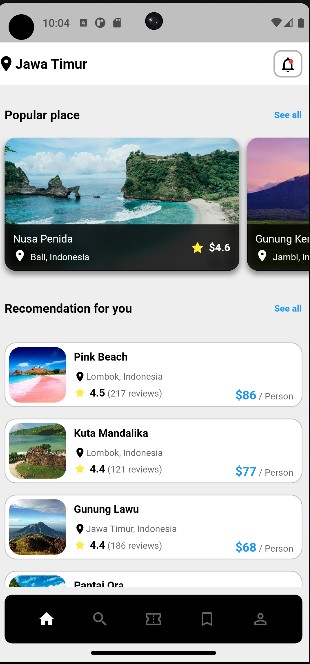 10:04
Jawa Timur
Popular place
See all
Nusa Penida
Bali, Indonesia
$4.6
Gunung Ker
Jambi, In
Recomendation for you
See all
Pink Beach
Lombok, Indonesia
4.5 (217 reviews)
$86 / Person
Kuta Mandalika
Lombok, Indonesia
4.4 (121 reviews)
$77 / Person
Gunung Lawu
Jawa Timur, Indonesia
4.4 (186 reviews)
$68 / Person
Pantai Ora